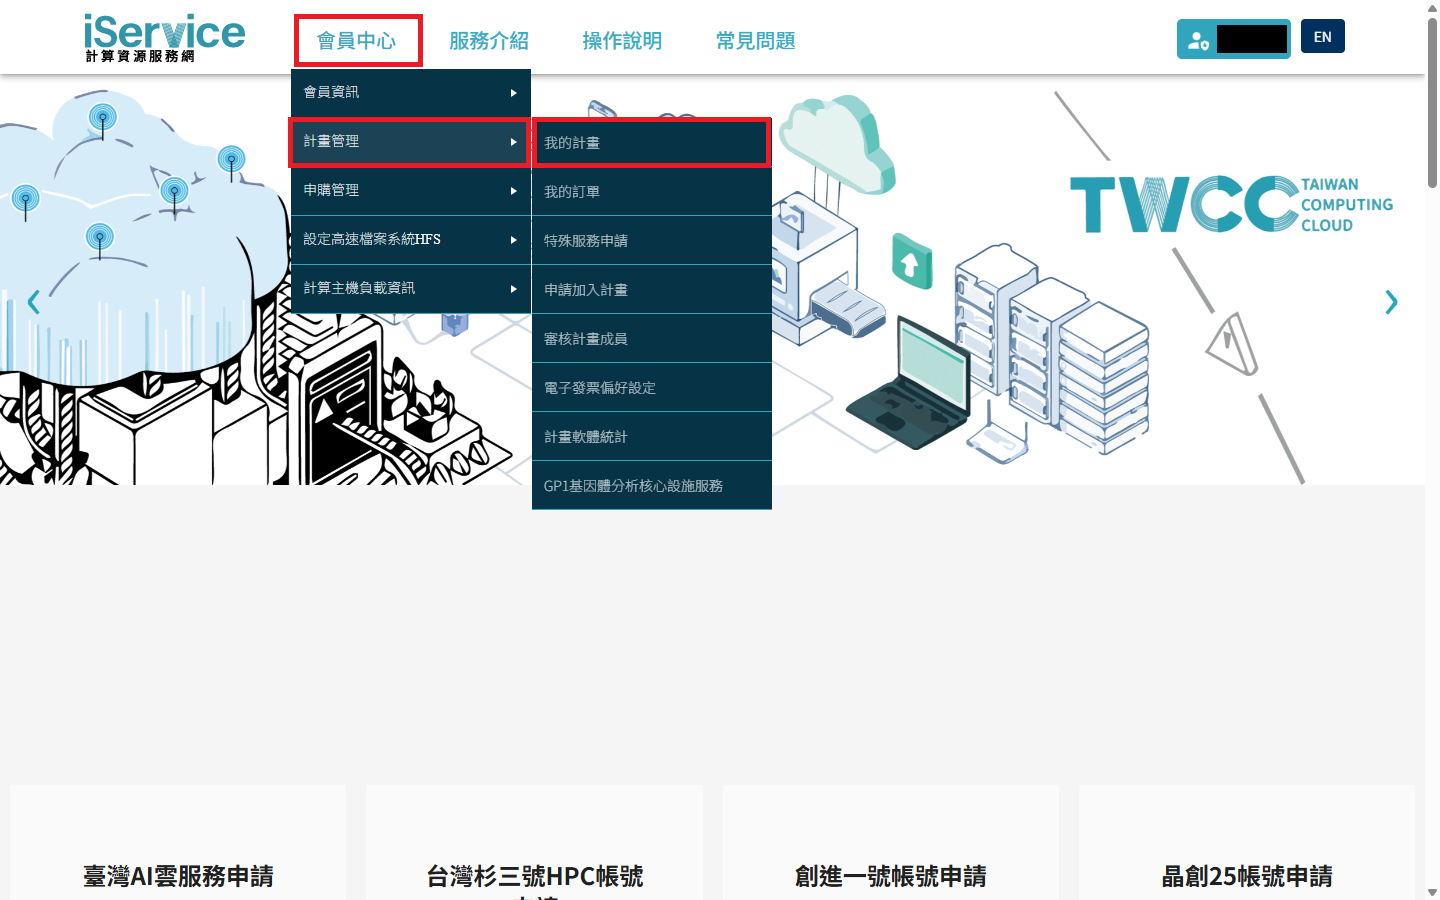 iService
計算資源服務網
會員中心
服務介紹
操作說明
常見問題
EN
會員資訊
計畫管理
申購管理
設定高速檔案系統HFS
計算主機負載資訊
我的計畫
我的訂單
特殊服務申請
申請加入計畫
審核計畫成員
電子發票偏好設定
計畫軟體統計
GP1基因體分析核心設施服務
TWCC
TAIWAN
COMPUTING
CLOUD
臺灣AI雲服務申請
台灣杉三號HPC帳號
申請
創進一號帳號申請
晶創25帳號申請